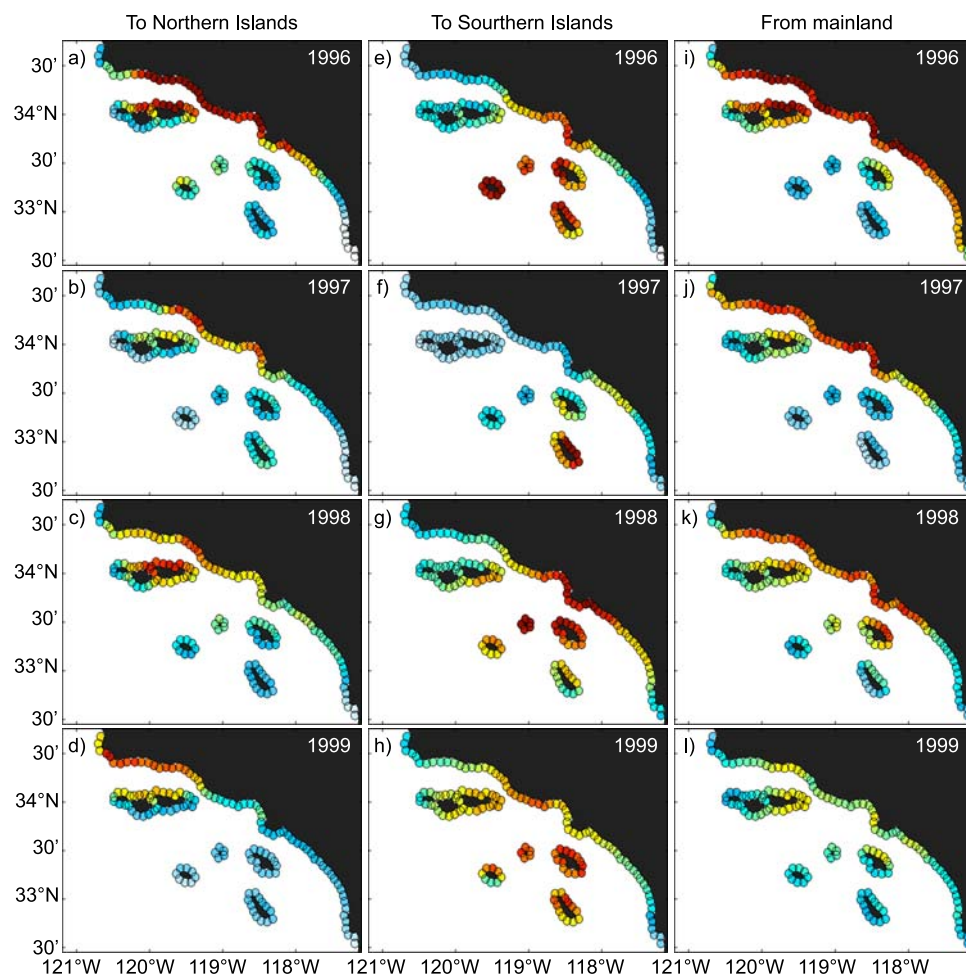 To Northern Islands To Sourthern Islands From mainland
a) 1996 e) 1996 i) 1996
30’
34°N
30’
33°N
30’
b) 1997 f) 1997 j) 1997
30’
34°N
30’
33°N
30’
c) 1998 g) 1998 k) 1998
30’
34°N
30’
33°N
30’
d) 1999 h) 1999 l) 1999
30’
34°N
30’
33°N
30’
121°W 120°W 119°W 118°W 121°W 120°W 119°W 118°W 121°W 120°W 119°W 118°W